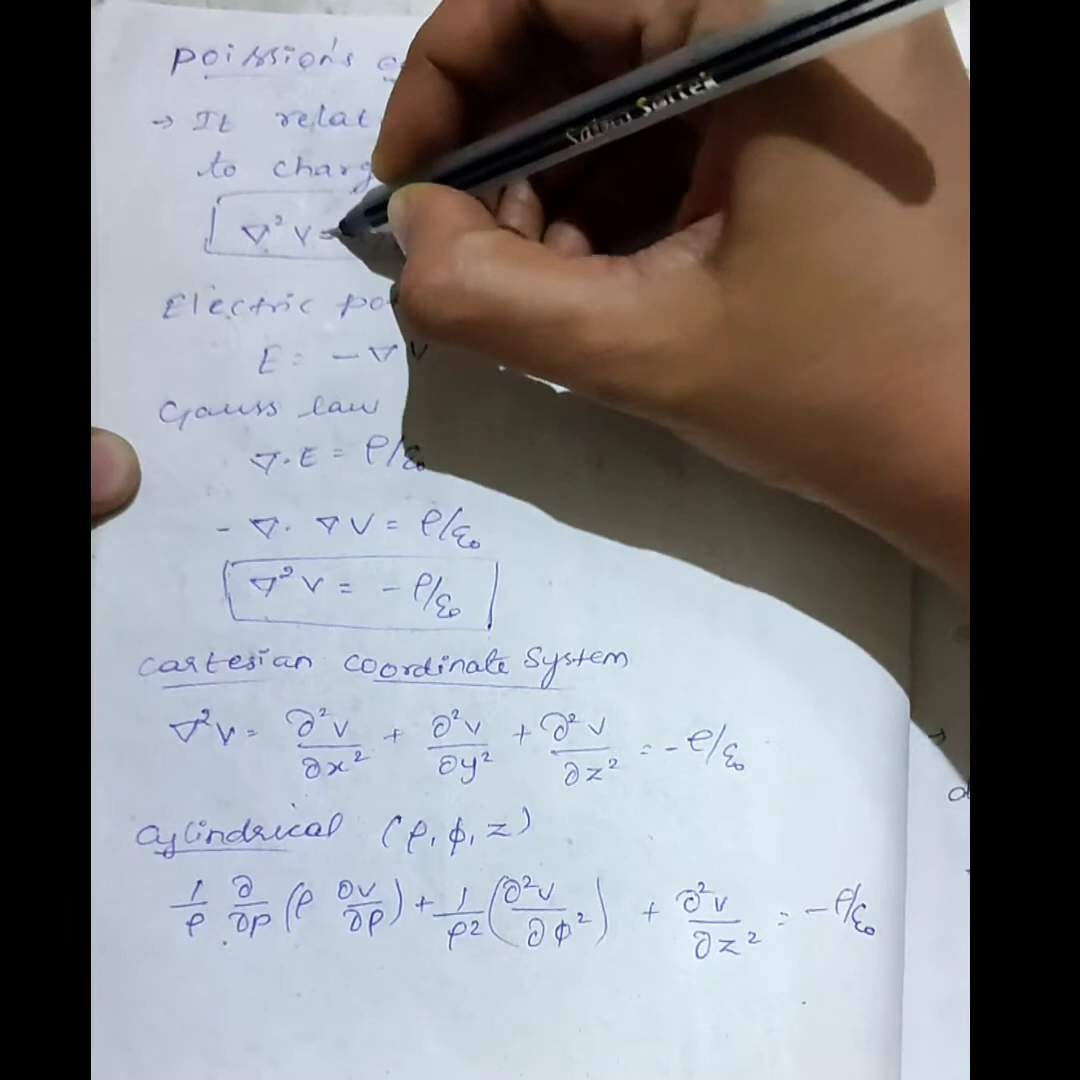 Poission's
→ It relat
to charg
∇²V =
Electric po
E = -∇V
Gauss law
∇.E = ρ/ε₀
-∇. ∇V = ρ/ε₀
∇²V = -ρ/ε₀
Cartesian Coordinate System
∇²V = ∂²V/∂x² + ∂²V/∂y² + ∂²V/∂z² = -ρ/ε₀
Cylindrical (ρ, ϕ, z)
1/ρ ∂/∂ρ (ρ ∂V/∂ρ) + 1/ρ² (∂²V/∂ϕ²) + ∂²V/∂z² = -ρ/ε₀